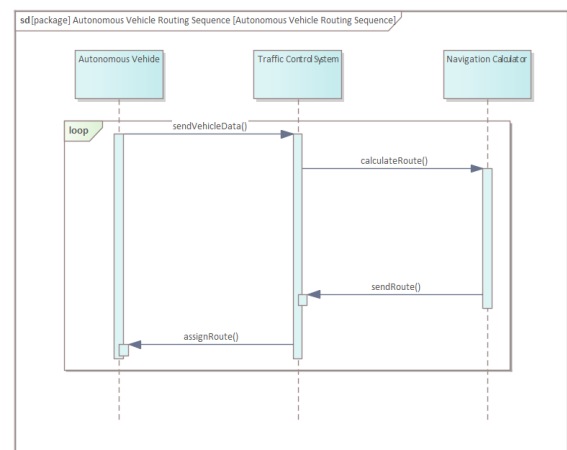 sd [package] Autonomous Vehicle Routing Sequence [Autonomous Vehicle Routing Sequence]
Autonomous Vehicle
Traffic Control System
Navigation Calculator
loop
sendVehicleData()
calculateRoute()
sendRoute()
assignRoute()